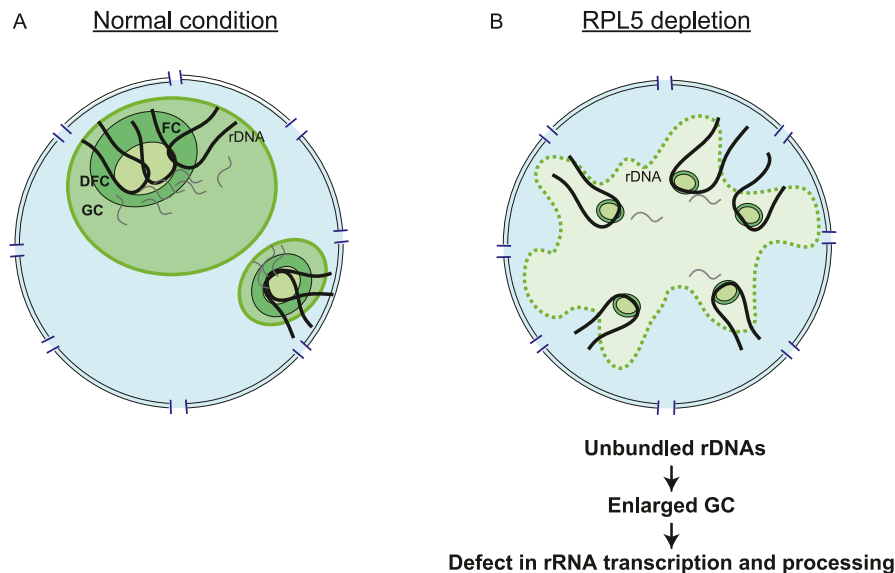 A
Normal condition
FC
rDNA
DFC
GC
B
RPL5 depletion
rDNA
Unbundled rDNAs
Enlarged GC
Defect in rRNA transcription and processing